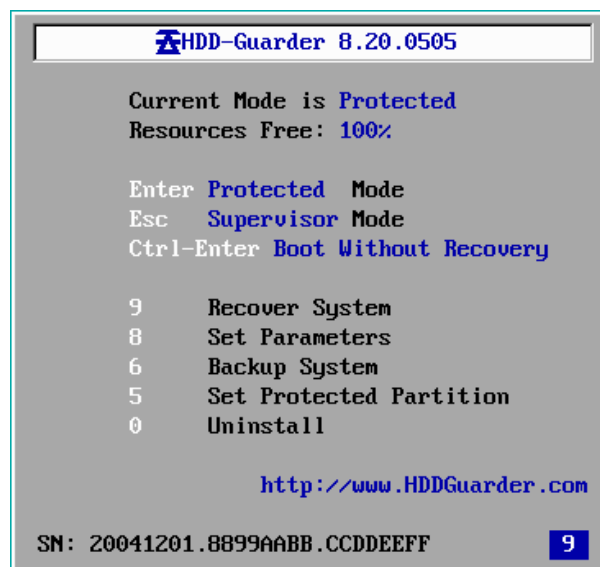 HDD-Guarder 8.20.0505
Current Mode is Protected
Resources Free: 100%
Enter Protected Mode
Esc Supervisor Mode
Ctrl-Enter Boot Without Recovery
9 Recover System
8 Set Parameters
6 Backup System
5 Set Protected Partition
0 Uninstall
http://www.HDDGuarder.com
SN: 20041201.8899AABB.CCDDEEFF 9